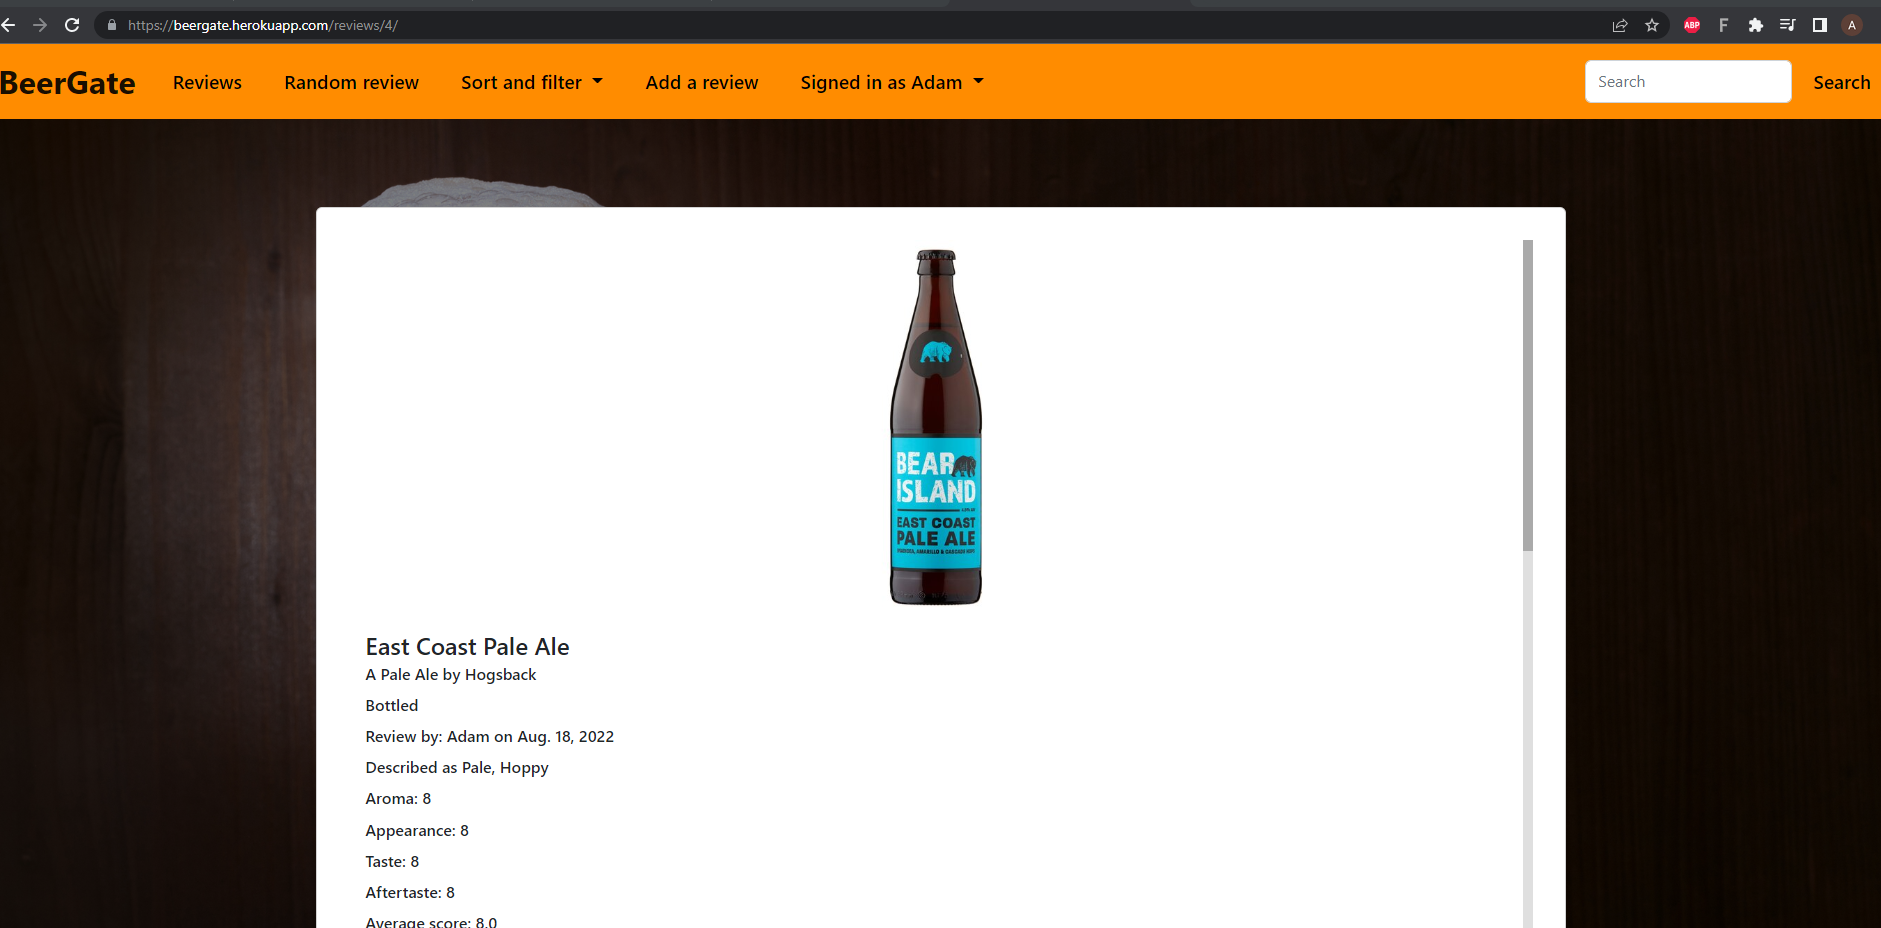 https://beergate.herokuapp.com/reviews/4/
ABP
F
A
BeerGate Reviews Random review Sort and filter Add a review Signed in as Adam Search Search
BEAR
ISLAND
EAST COAST
PALE ALE
AMARILLO & CASCADE HOPS
East Coast Pale Ale
A Pale Ale by Hogsback
Bottled
Review by: Adam on Aug. 18, 2022
Described as Pale, Hoppy
Aroma: 8
Appearance: 8
Taste: 8
Aftertaste: 8
Average score: 8.0